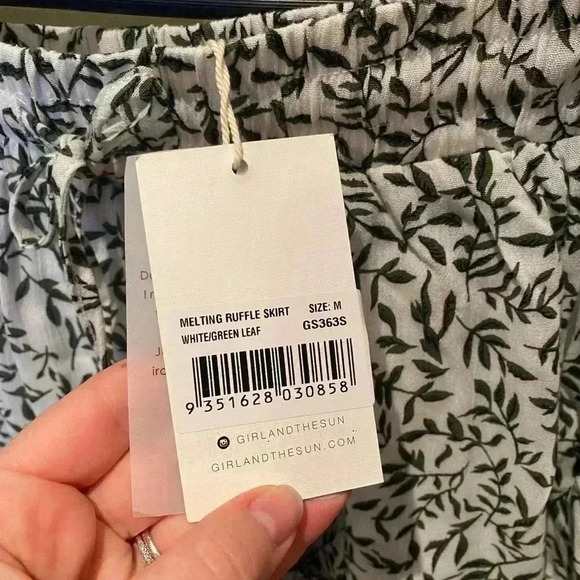 MELTING RUFFLE SKIRT SIZE: M
WHITE/GREEN LEAF GS363S
9 351628 030858
GIRLANDTHESUN
GIRLANDTHESUN.COM